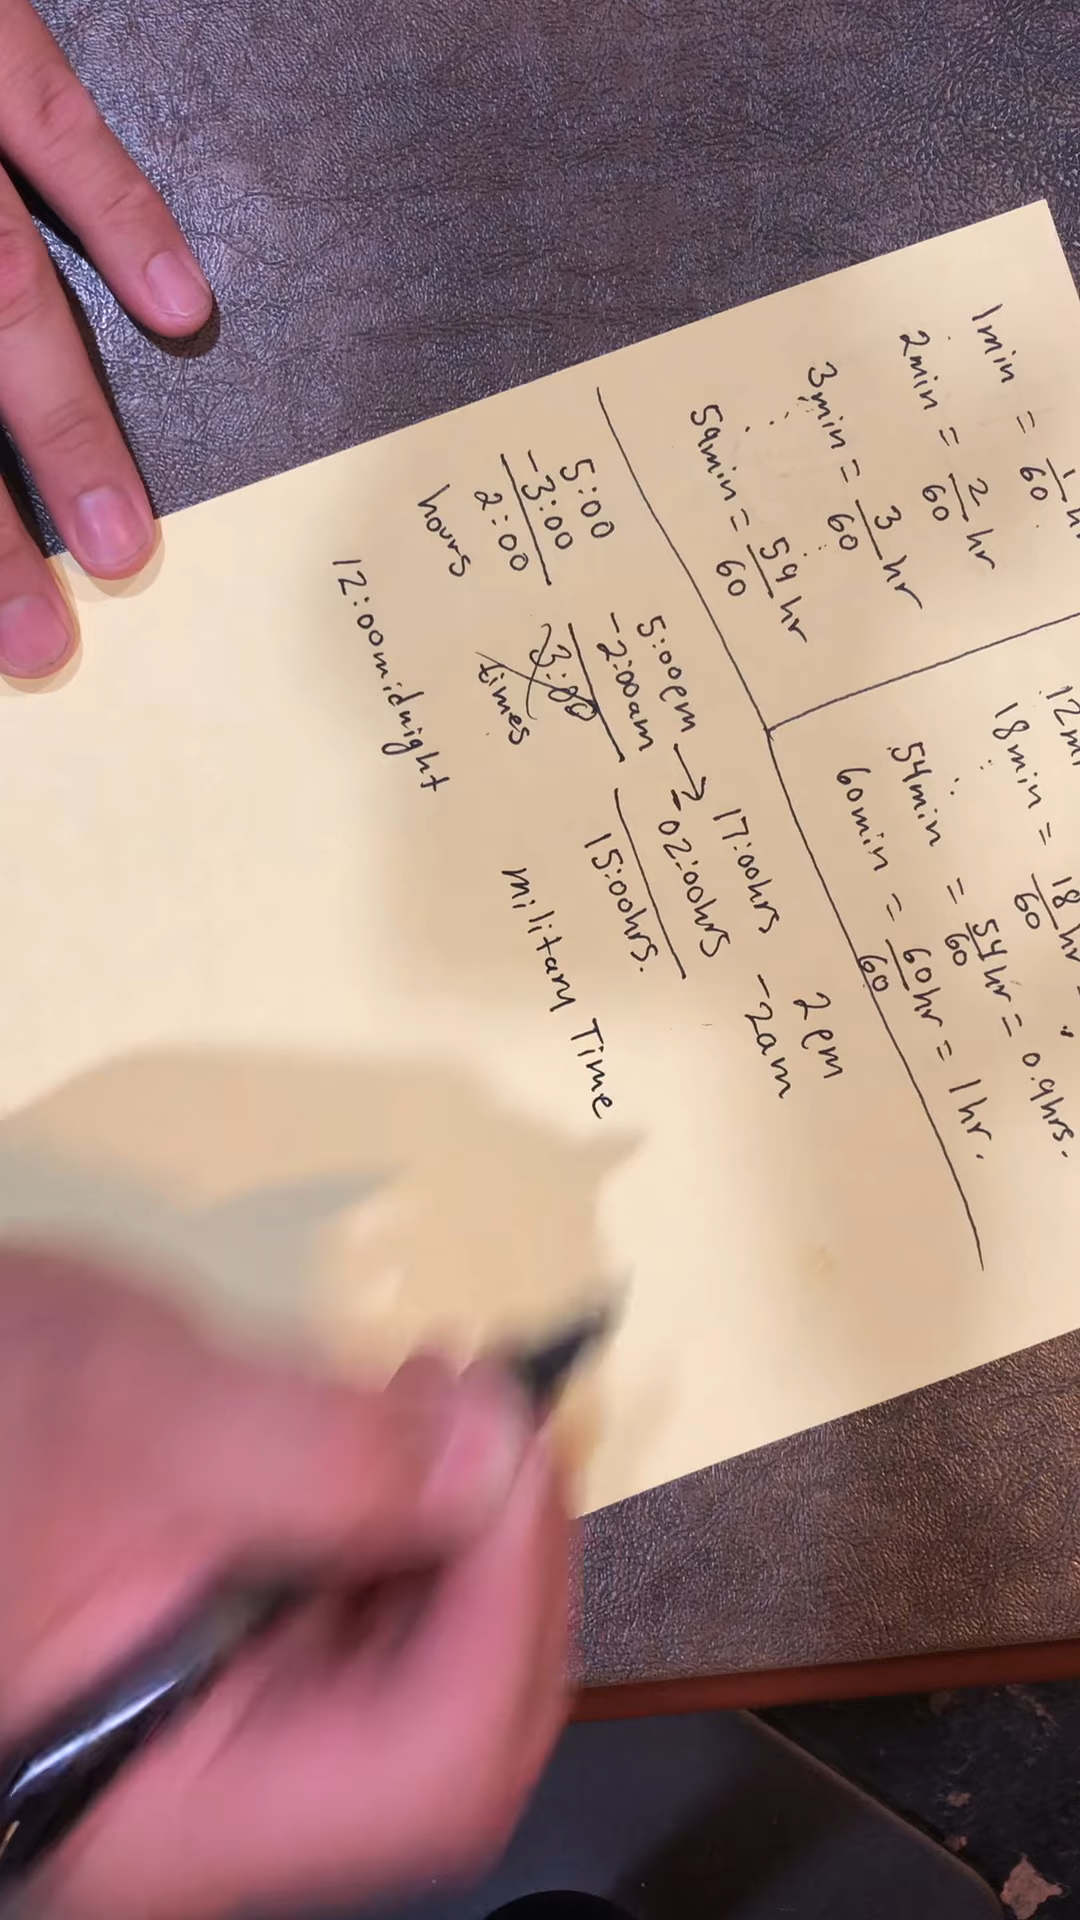 1min = 1/60 h
2min = 2/60 hr
3min = 3/60 hr
59min = 59/60 hr
18min = 18/60 hr
54min = 54/60 hr = 0.9hrs.
60min = 60/60 hr = 1hr.
5:00
-3:00
2:00
hours
5:00pm →
-2:00am
3:00
times
17:00hrs
- 02:00hrs
15:00hrs.
2pm
-2am
military Time
12:00midnight